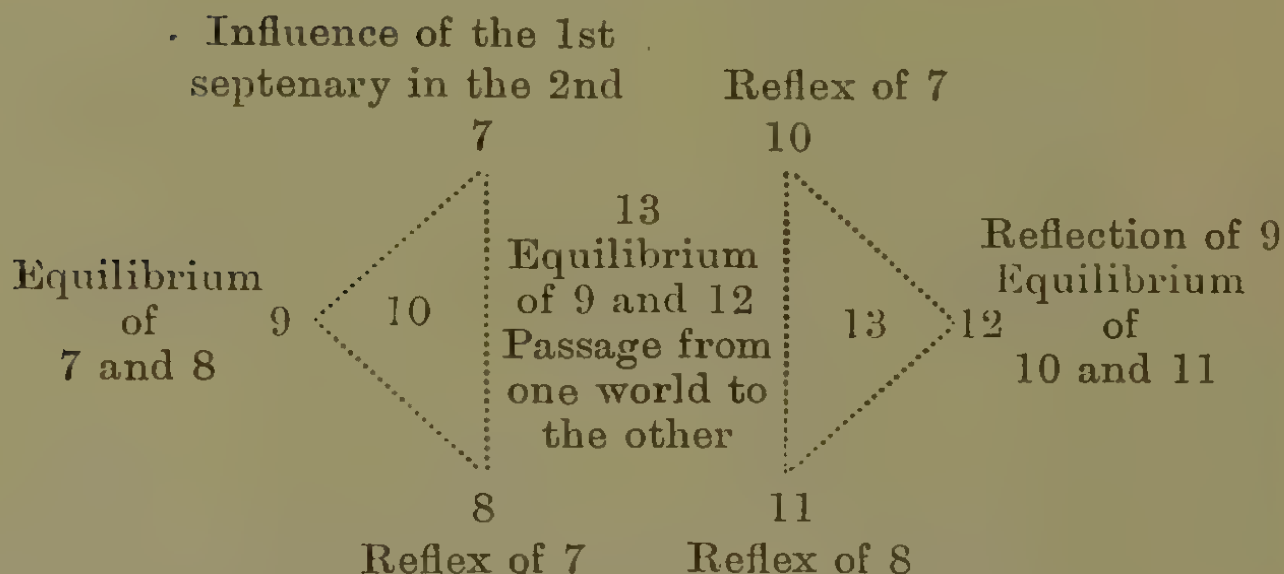 Influence of the 1st
septenary in the 2nd
7
Reflex of 7
10
Equilibrium
of
7 and 8
9
10
13
Equilibrium
of 9 and 12
Passage from
one world to
the other
13
12
Reflection of 9
Equilibrium
of
10 and 11
8
Reflex of 7
11
Reflex of 8